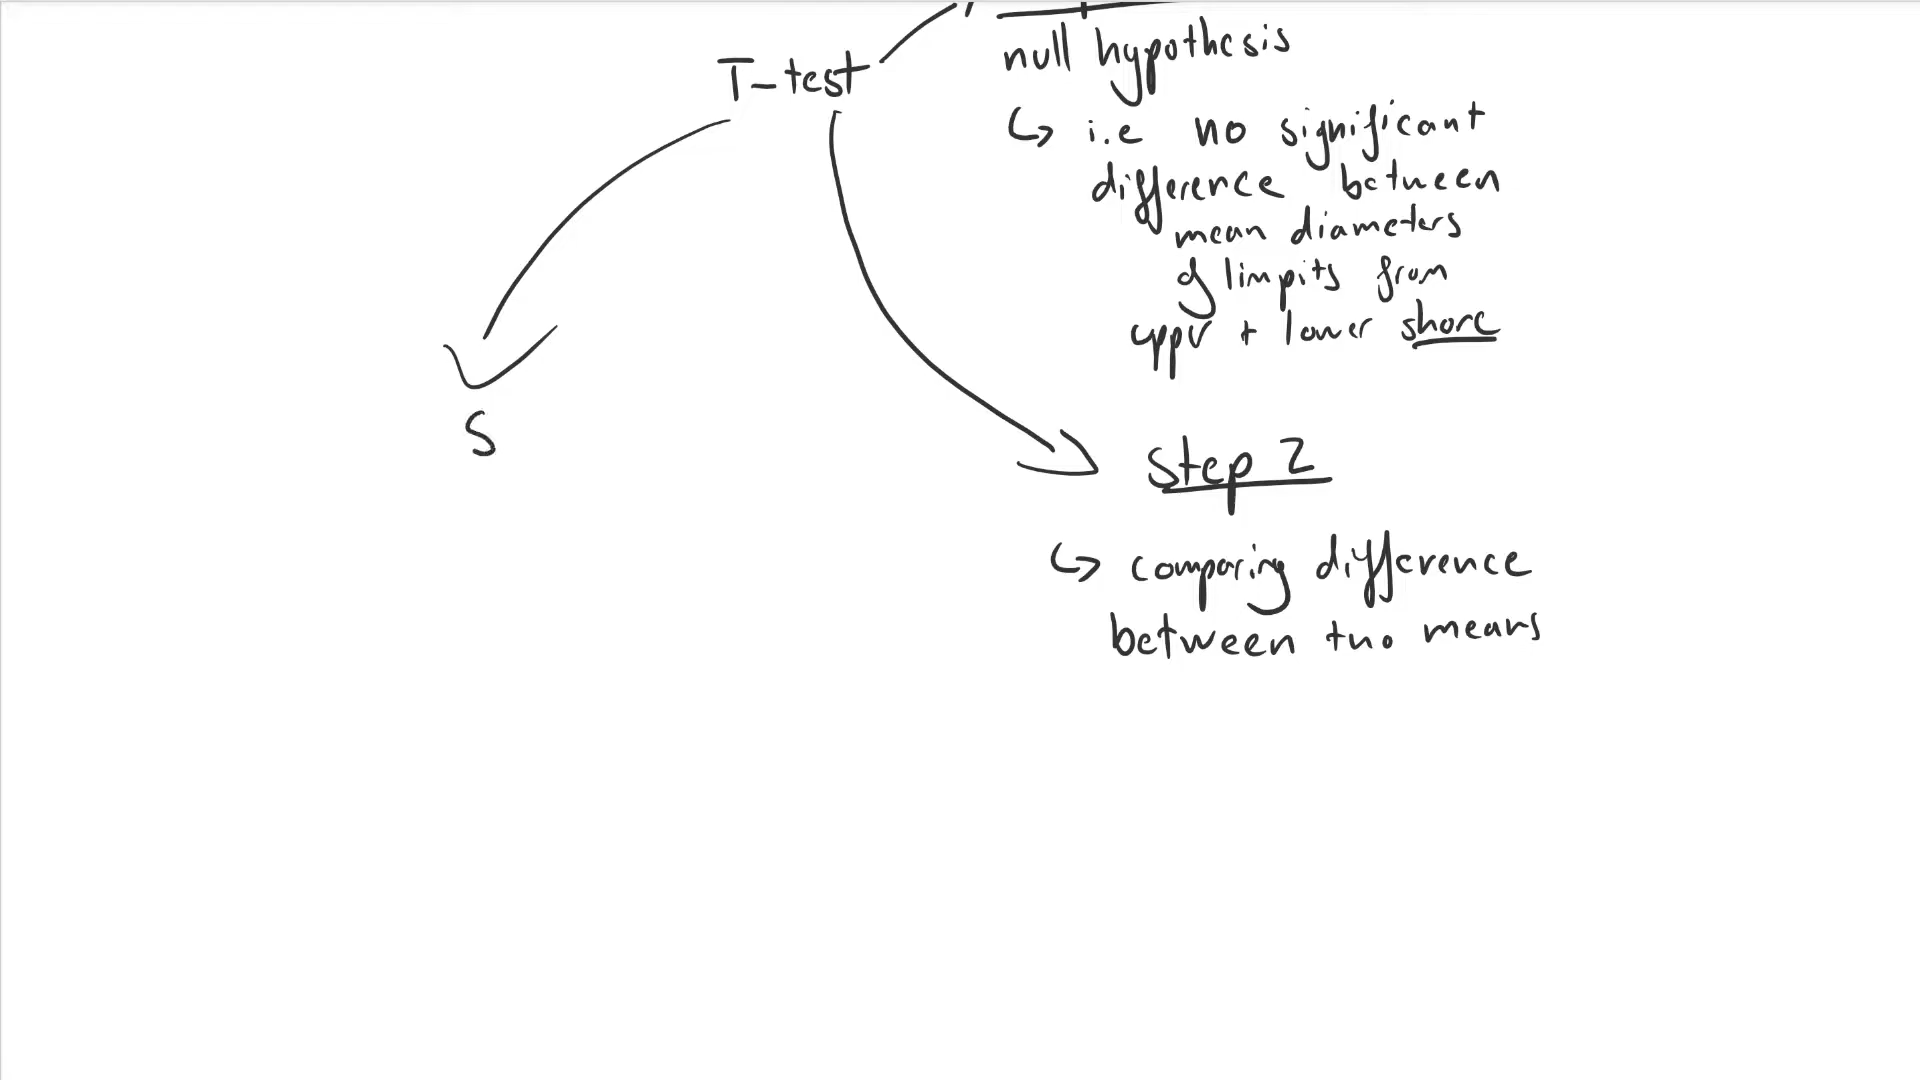 T-test
null hypothesis
↳ i.e no significant
difference between
mean diameters
of limpits from
upper + lower shore
Step 2
↳ comparing difference
between two means
S